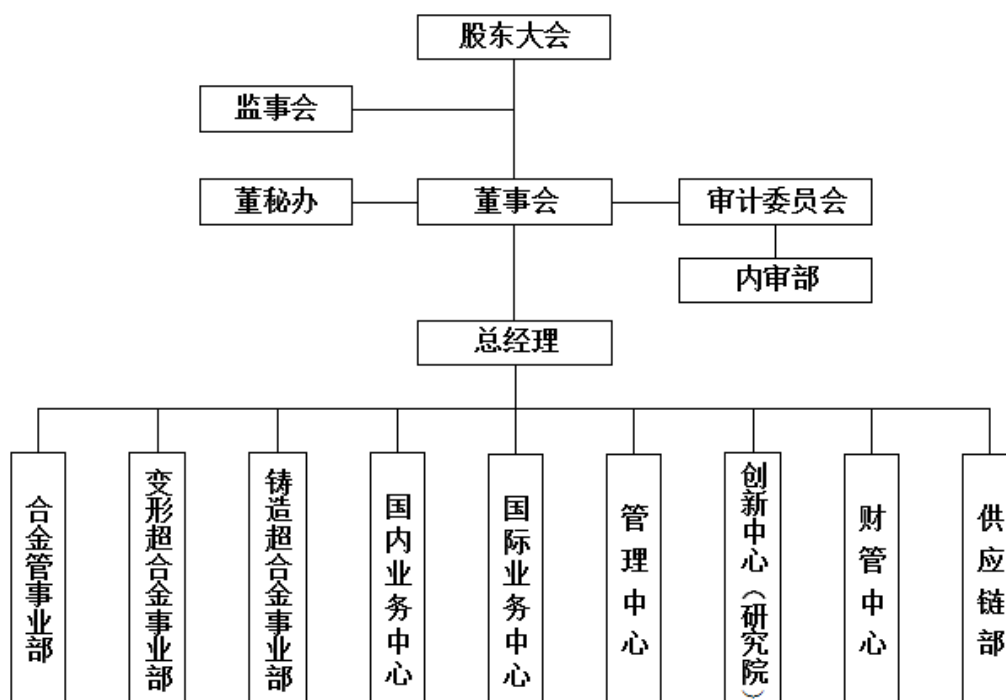 股东大会
监事会
董秘办
董事会
审计委员会
内审部
总经理
合金管事业部
变形超合金事业部
铸造超合金事业部
国内业务中心
国际业务中心
管理中心
创新中心（研究院）
财管中心
供应链部